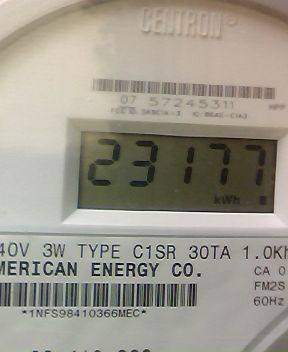 CENTRON®
07 57245311
23177
kWh
40V 3W TYPE C1SR 30TA 1.0Kh
MERICAN ENERGY CO.
CA 0
FM2S
60Hz
*1NFS98410366MEC*